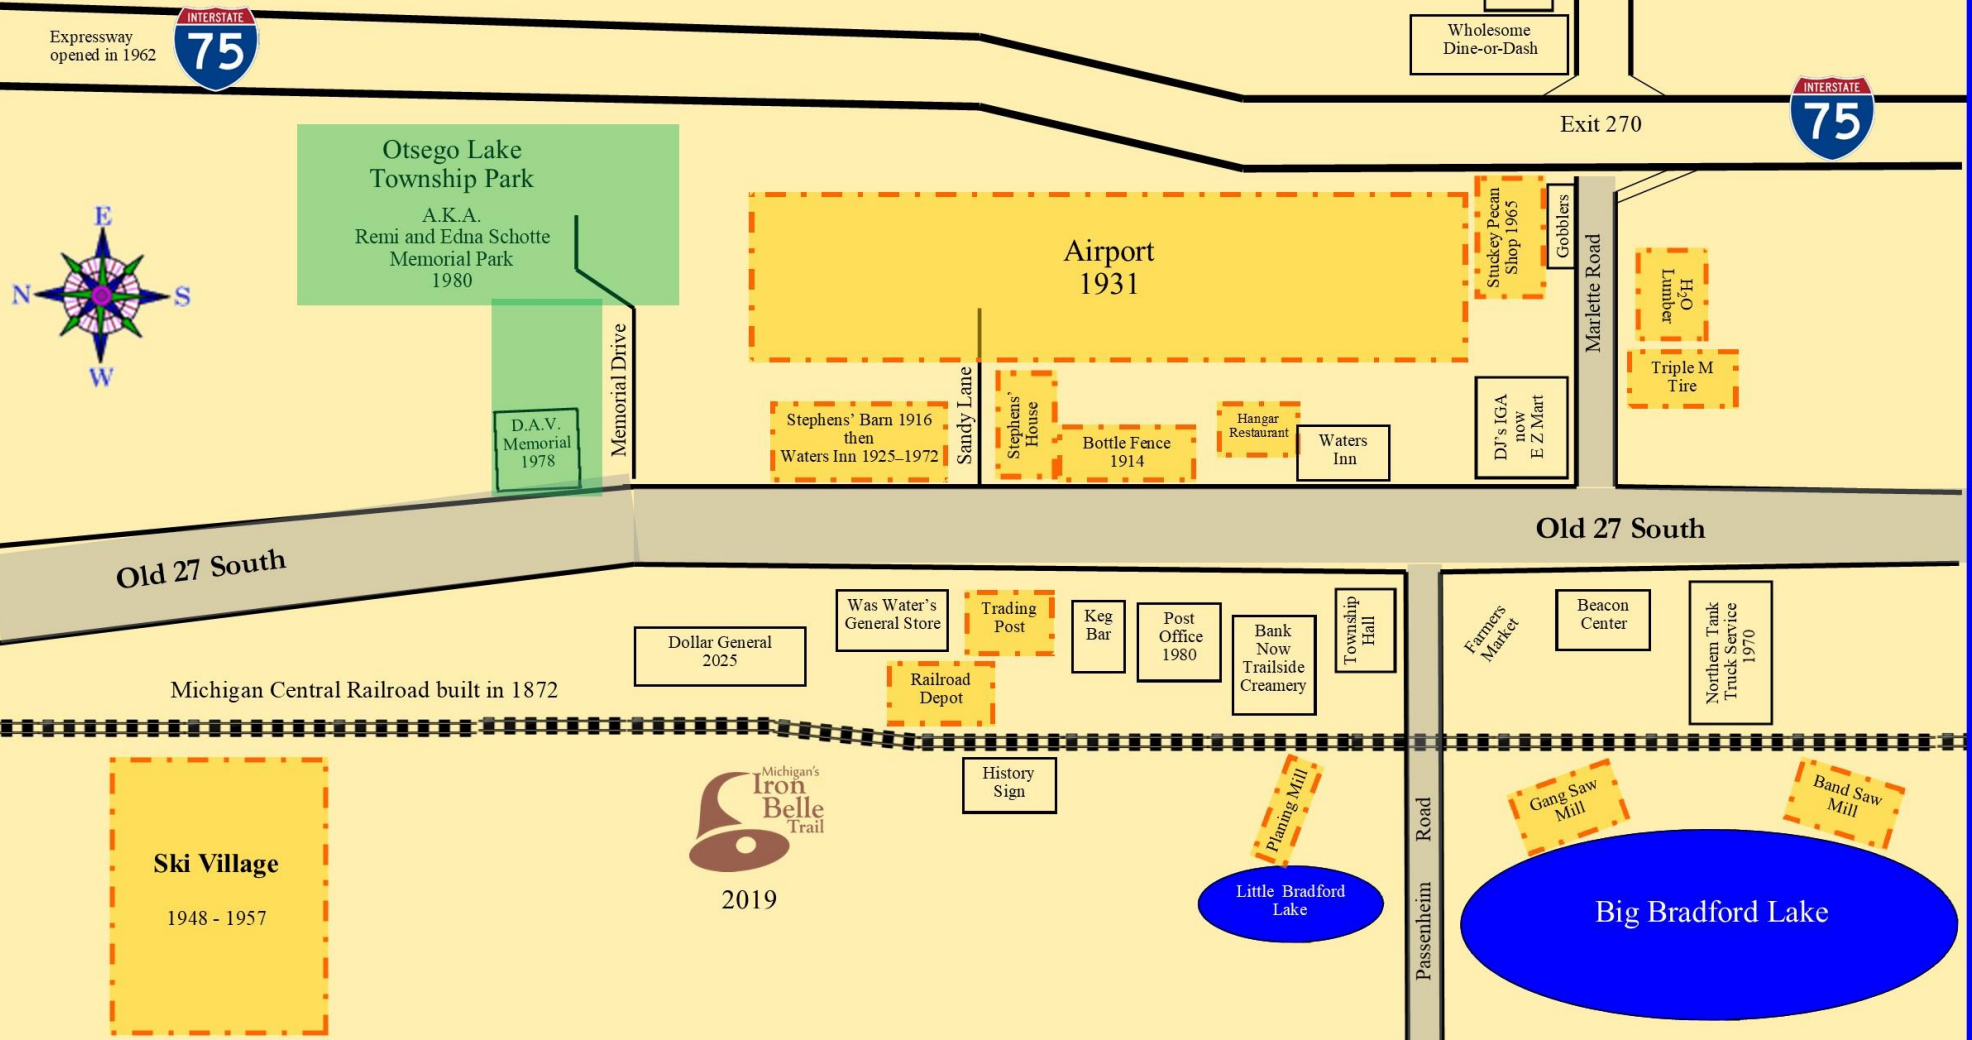 Expressway
opened in 1962
INTERSTATE
75
Wholesome
Dine-or-Dash
Exit 270
INTERSTATE
75
Otsego Lake
Township Park
A.K.A.
Remi and Edna Schotte
Memorial Park
1980
E
N
S
W
Airport
1931
Stuckey Pecan
Shop 1965
Gobblers
Marlette Road
H₂O
Lumber
Triple M
Tire
Memorial Drive
D.A.V.
Memorial
1978
Stephens' Barn 1916
then
Waters Inn 1925–1972
Sandy Lane
Stephens'
House
Bottle Fence
1914
Hangar
Restaurant
Waters
Inn
DJ's IGA
now
E Z Mart
Old 27 South
Old 27 South
Dollar General
2025
Was Water's
General Store
Trading
Post
Railroad
Depot
Keg
Bar
Post
Office
1980
Bank
Now
Trailside
Creamery
Township
Hall
Farmers
Market
Beacon
Center
Northern Tank
Truck Service
1970
Michigan Central Railroad built in 1872
Ski Village
1948 - 1957
Michigan's
Iron
Belle
Trail
2019
History
Sign
Planing Mill
Little Bradford
Lake
Passenheim Road
Gang Saw
Mill
Band Saw
Mill
Big Bradford Lake